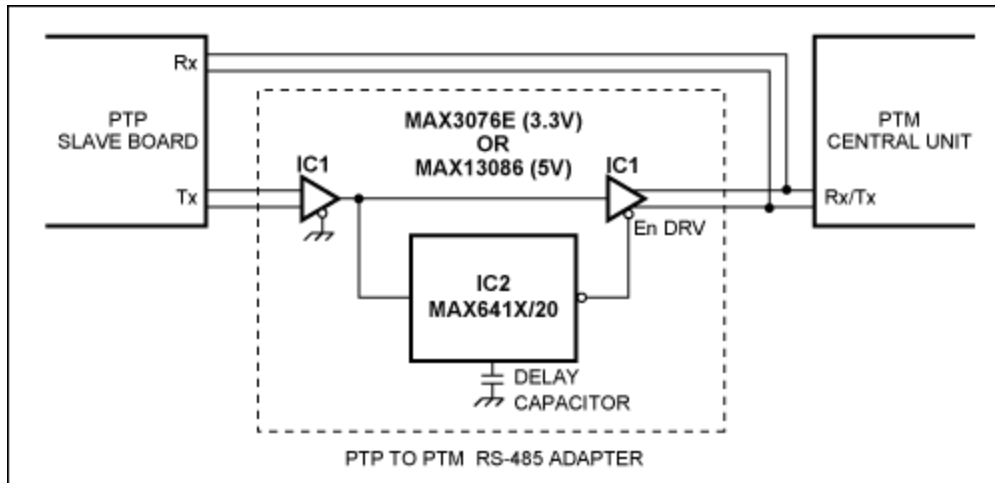 Rx
PTP
SLAVE BOARD
Tx
MAX3076E (3.3V)
OR
MAX13086 (5V)
IC1
IC1
En DRV
IC2
MAX641X/20
DELAY
CAPACITOR
PTM
CENTRAL UNIT
Rx/Tx
PTP TO PTM RS-485 ADAPTER